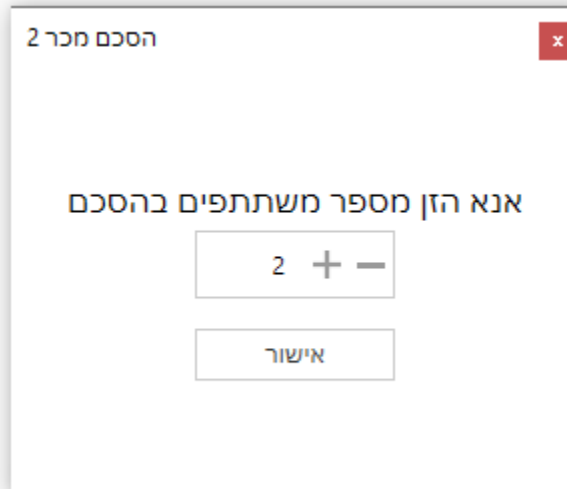 הסכם מכר 2
x
אנא הזן מספר משתתפים בהסכם
2 + −
אישור